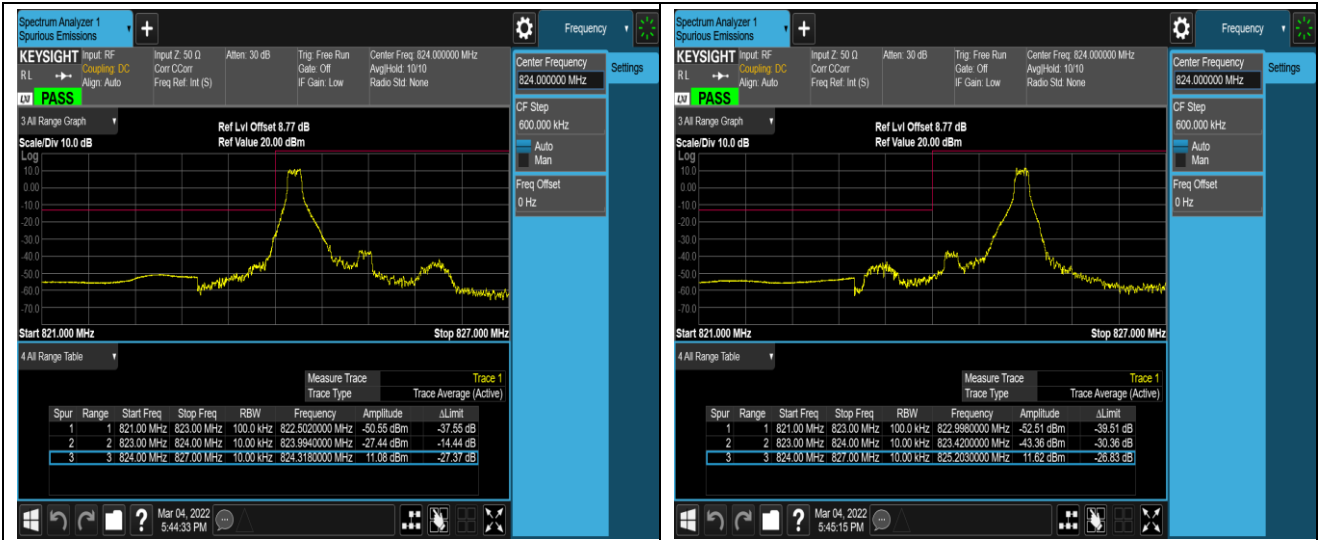 Spectrum Analyzer 1
Spurious Emissions
+
Frequency
KEYSIGHT Input: RF Input Z: 50 Ω Atten: 30 dB Trig: Free Run Center Freq: 824.000000 MHz
Coupling: DC Corr CCorr Gate: Off Avg|Hold: 10/10
RL Align: Auto Freq Ref: Int (S) IF Gain: Low Radio Std: None
LXI PASS
Center Frequency
824.000000 MHz
Settings
CF Step
600.000 kHz
Auto
Man
Freq Offset
0 Hz
3 All Range Graph
Ref Lvl Offset 8.77 dB
Scale/Div 10.0 dB Ref Value 20.00 dBm
Log
10.0
0.00
-10.0
-20.0
-30.0
-40.0
-50.0
-60.0
-70.0
Start 821.000 MHz Stop 827.000 MHz
4 All Range Table
Measure Trace Trace 1
Trace Type Trace Average (Active)
Spur Range Start Freq Stop Freq RBW Frequency Amplitude ΔLimit
1 1 821.00 MHz 823.00 MHz 100.0 kHz 822.5020000 MHz -50.55 dBm -37.55 dB
2 2 823.00 MHz 824.00 MHz 10.00 kHz 823.9940000 MHz -27.44 dBm -14.44 dB
3 3 824.00 MHz 827.00 MHz 10.00 kHz 824.3180000 MHz 11.08 dBm -27.37 dB
?
Mar 04, 2022
5:44:33 PM
Spectrum Analyzer 1
Spurious Emissions
+
Frequency
KEYSIGHT Input: RF Input Z: 50 Ω Atten: 30 dB Trig: Free Run Center Freq: 824.000000 MHz
Coupling: DC Corr CCorr Gate: Off Avg|Hold: 10/10
RL Align: Auto Freq Ref: Int (S) IF Gain: Low Radio Std: None
LXI PASS
Center Frequency
824.000000 MHz
Settings
CF Step
600.000 kHz
Auto
Man
Freq Offset
0 Hz
3 All Range Graph
Ref Lvl Offset 8.77 dB
Scale/Div 10.0 dB Ref Value 20.00 dBm
Log
10.0
0.00
-10.0
-20.0
-30.0
-40.0
-50.0
-60.0
-70.0
Start 821.000 MHz Stop 827.000 MHz
4 All Range Table
Measure Trace Trace 1
Trace Type Trace Average (Active)
Spur Range Start Freq Stop Freq RBW Frequency Amplitude ΔLimit
1 1 821.00 MHz 823.00 MHz 100.0 kHz 822.9980000 MHz -52.51 dBm -39.51 dB
2 2 823.00 MHz 824.00 MHz 10.00 kHz 823.4200000 MHz -43.36 dBm -30.36 dB
3 3 824.00 MHz 827.00 MHz 10.00 kHz 825.2030000 MHz 11.62 dBm -26.83 dB
?
Mar 04, 2022
5:45:15 PM